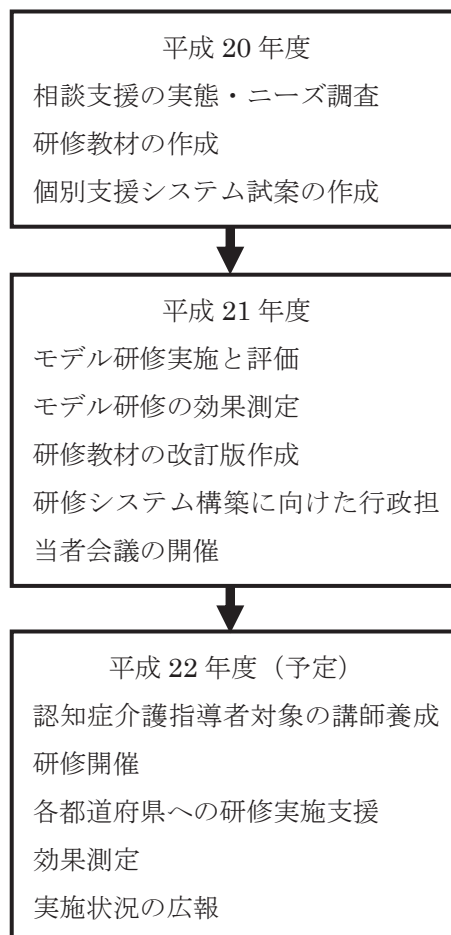 平成 20 年度
相談支援の実態・ニーズ調査
研修教材の作成
個別支援システム試案の作成
平成 21 年度
モデル研修実施と評価
モデル研修の効果測定
研修教材の改訂版作成
研修システム構築に向けた行政担
当者会議の開催
平成 22 年度（予定）
認知症介護指導者対象の講師養成
研修開催
各都道府県への研修実施支援
効果測定
実施状況の広報